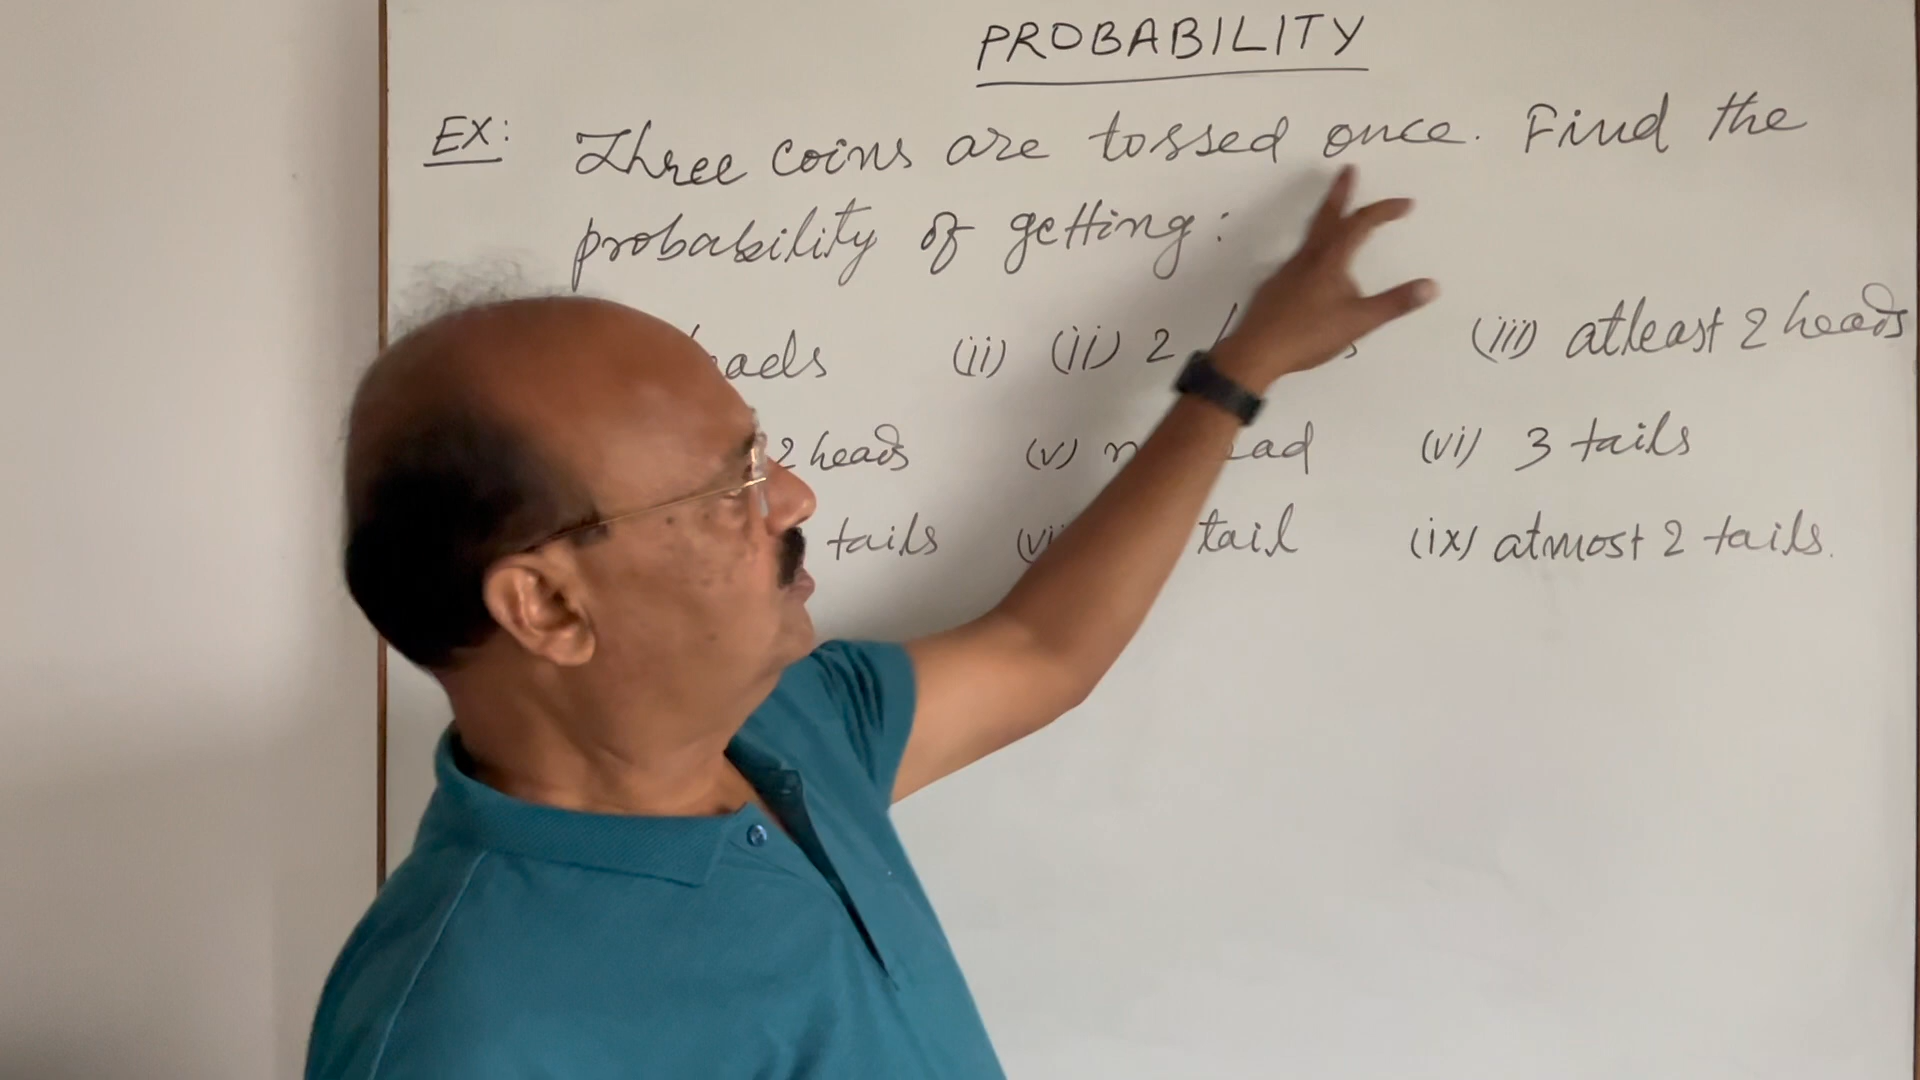 PROBABILITY
EX: Three coins are tossed once. Find the
probability of getting:
(ii) (ii) 2 (iii) atleast 2 heads
2 heads (v) (vi) 3 tails
tails tail (ix) atmost 2 tails.